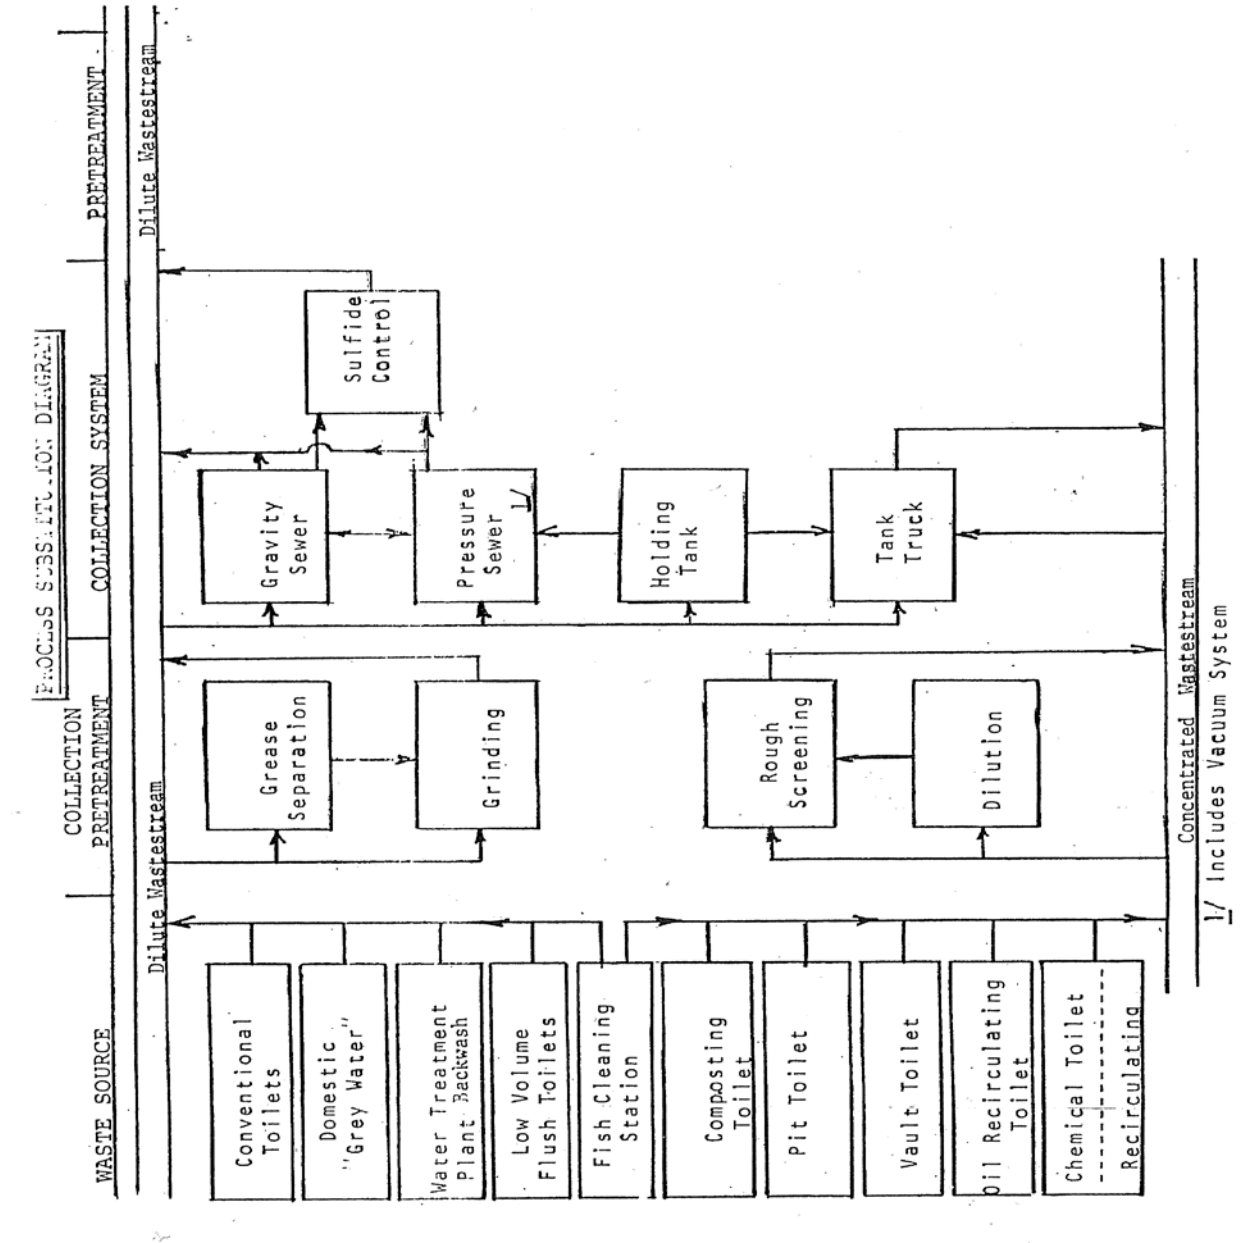 PROCESS SUBSTITUTION DIAGRAM
WASTE SOURCE
COLLECTION
PRETREATMENT
COLLECTION SYSTEM
PRETREATMENT
Dilute Wastestream
Dilute Wastestream
Conventional
Toilets
Domestic
"Grey Water"
Water Treatment
Plant Backwash
Low Volume
Flush Toilets
Fish Cleaning
Station
Composting
Toilet
Pit Toilet
Vault Toilet
Oil Recirculating
Toilet
Chemical Toilet
Recirculating
Grease
Separation
Grinding
Rough
Screening
Dilution
Gravity
Sewer
Pressure
Sewer
1/
Holding
Tank
Tank
Truck
Sulfide
Control
Concentrated Wastestream
1/ Includes Vacuum System